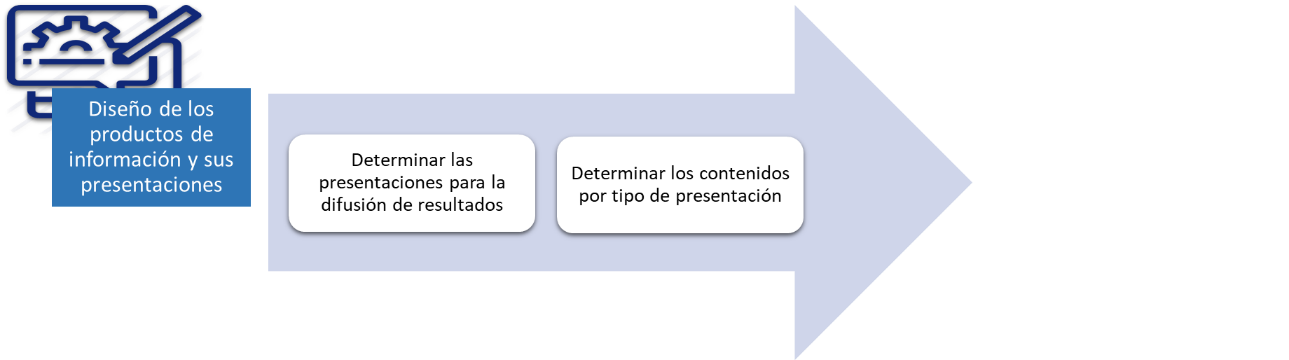 Diseño de los
productos de
información y sus
presentaciones
Determinar las
presentaciones para la
difusión de resultados
Determinar los contenidos
por tipo de presentación